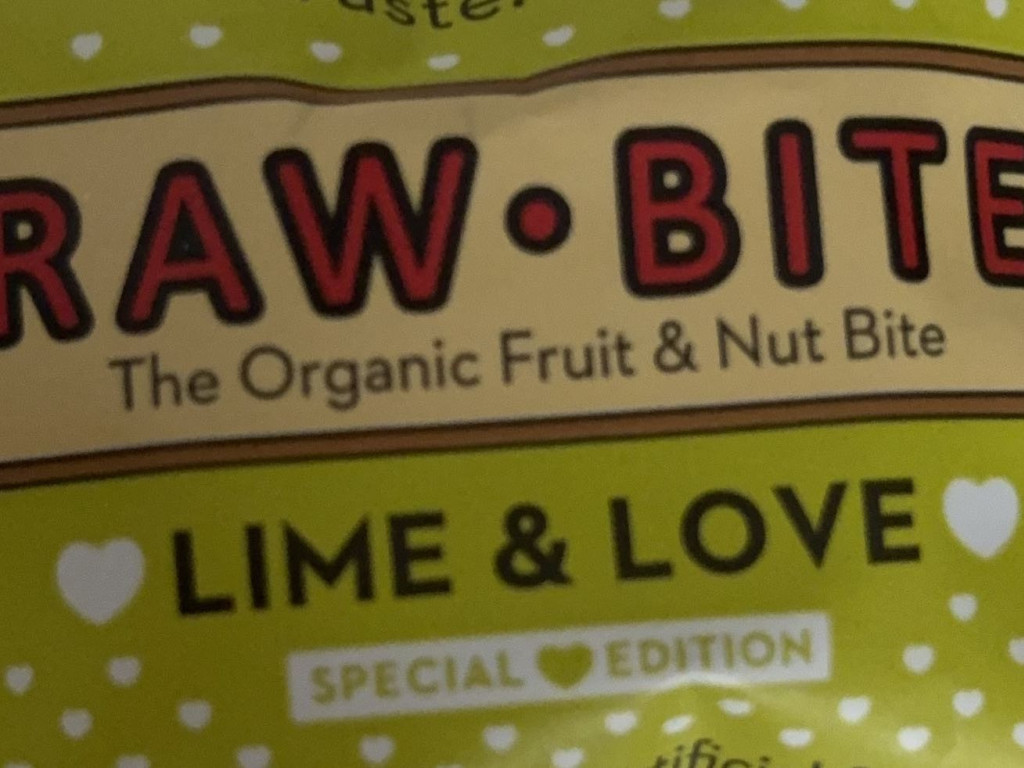 RAW•BITE
The Organic Fruit & Nut Bite
LIME & LOVE
SPECIAL EDITION